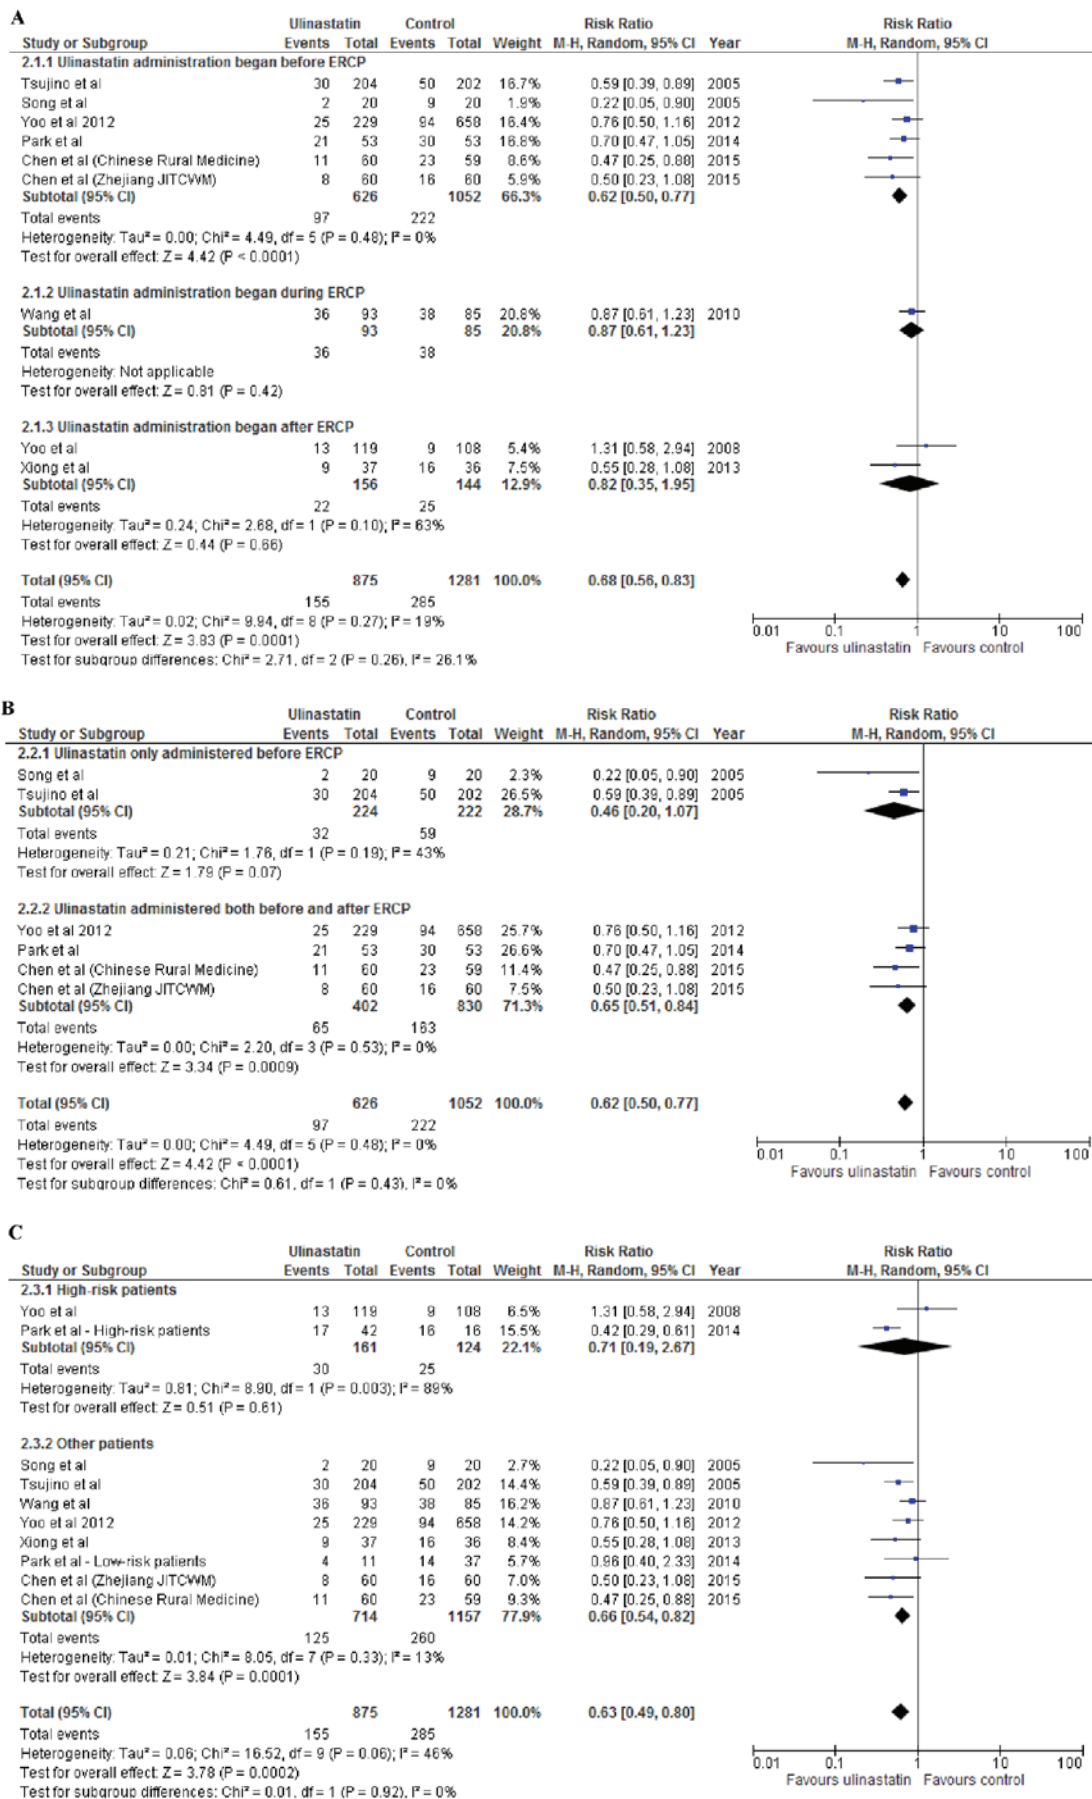 A
Ulinastatin Control Risk Ratio Risk Ratio
Study or Subgroup Events Total Events Total Weight M-H, Random, 95% CI Year M-H, Random, 95% CI
2.1.1 Ulinastatin administration began before ERCP
Tsujino et al 30 204 50 202 16.7% 0.59 [0.39, 0.89] 2005
Song et al 2 20 9 20 1.9% 0.22 [0.05, 0.90] 2005
Yoo et al 2012 25 229 94 658 16.4% 0.76 [0.50, 1.16] 2012
Park et al 21 53 30 53 16.8% 0.70 [0.47, 1.05] 2014
Chen et al (Chinese Rural Medicine) 11 60 23 59 8.6% 0.47 [0.25, 0.88] 2015
Chen et al (Zhejiang JITCWM) 8 60 16 60 5.9% 0.50 [0.23, 1.08] 2015
Subtotal (95% CI) 626 1052 66.3% 0.62 [0.50, 0.77]
Total events 97 222
Heterogeneity: Tau² = 0.00; Chi² = 4.49, df = 5 (P = 0.48); I² = 0%
Test for overall effect: Z = 4.42 (P < 0.0001)
2.1.2 Ulinastatin administration began during ERCP
Wang et al 36 93 38 85 20.8% 0.87 [0.61, 1.23] 2010
Subtotal (95% CI) 93 85 20.8% 0.87 [0.61, 1.23]
Total events 36 38
Heterogeneity: Not applicable
Test for overall effect: Z = 0.81 (P = 0.42)
2.1.3 Ulinastatin administration began after ERCP
Yoo et al 13 119 9 108 5.4% 1.31 [0.58, 2.94] 2008
Xiong et al 9 37 16 36 7.5% 0.55 [0.28, 1.08] 2013
Subtotal (95% CI) 156 144 12.9% 0.82 [0.35, 1.95]
Total events 22 25
Heterogeneity: Tau² = 0.24; Chi² = 2.68, df = 1 (P = 0.10); I² = 63%
Test for overall effect: Z = 0.44 (P = 0.66)
Total (95% CI) 875 1281 100.0% 0.68 [0.56, 0.83]
Total events 155 285
Heterogeneity: Tau² = 0.02; Chi² = 9.94, df = 8 (P = 0.27); I² = 19%
Test for overall effect: Z = 3.83 (P = 0.0001)
Test for subgroup differences: Chi² = 2.71, df = 2 (P = 0.26), I² = 26.1%
0.01 0.1 1 10 100
Favours ulinastatin Favours control
B
Ulinastatin Control Risk Ratio Risk Ratio
Study or Subgroup Events Total Events Total Weight M-H, Random, 95% CI Year M-H, Random, 95% CI
2.2.1 Ulinastatin only administered before ERCP
Song et al 2 20 9 20 2.3% 0.22 [0.05, 0.90] 2005
Tsujino et al 30 204 50 202 26.5% 0.59 [0.39, 0.89] 2005
Subtotal (95% CI) 224 222 28.7% 0.46 [0.20, 1.07]
Total events 32 59
Heterogeneity: Tau² = 0.21; Chi² = 1.76, df = 1 (P = 0.19); I² = 43%
Test for overall effect: Z = 1.79 (P = 0.07)
2.2.2 Ulinastatin administered both before and after ERCP
Yoo et al 2012 25 229 94 658 25.7% 0.76 [0.50, 1.16] 2012
Park et al 21 53 30 53 26.6% 0.70 [0.47, 1.05] 2014
Chen et al (Chinese Rural Medicine) 11 60 23 59 11.4% 0.47 [0.25, 0.88] 2015
Chen et al (Zhejiang JITCWM) 8 60 16 60 7.5% 0.50 [0.23, 1.08] 2015
Subtotal (95% CI) 402 830 71.3% 0.65 [0.51, 0.84]
Total events 65 163
Heterogeneity: Tau² = 0.00; Chi² = 2.20, df = 3 (P = 0.53); I² = 0%
Test for overall effect: Z = 3.34 (P = 0.0009)
Total (95% CI) 626 1052 100.0% 0.62 [0.50, 0.77]
Total events 97 222
Heterogeneity: Tau² = 0.00; Chi² = 4.49, df = 5 (P = 0.48); I² = 0%
Test for overall effect: Z = 4.42 (P < 0.0001)
Test for subgroup differences: Chi² = 0.61, df = 1 (P = 0.43), I² = 0%
0.01 0.1 1 10 100
Favours ulinastatin Favours control
C
Ulinastatin Control Risk Ratio Risk Ratio
Study or Subgroup Events Total Events Total Weight M-H, Random, 95% CI Year M-H, Random, 95% CI
2.3.1 High-risk patients
Yoo et al 13 119 9 108 6.5% 1.31 [0.58, 2.94] 2008
Park et al - High-risk patients 17 42 16 16 15.5% 0.42 [0.29, 0.61] 2014
Subtotal (95% CI) 161 124 22.1% 0.71 [0.19, 2.67]
Total events 30 25
Heterogeneity: Tau² = 0.81; Chi² = 8.90, df = 1 (P = 0.003); I² = 89%
Test for overall effect: Z = 0.51 (P = 0.61)
2.3.2 Other patients
Song et al 2 20 9 20 2.7% 0.22 [0.05, 0.90] 2005
Tsujino et al 30 204 50 202 14.4% 0.59 [0.39, 0.89] 2005
Wang et al 36 93 38 85 16.2% 0.87 [0.61, 1.23] 2010
Yoo et al 2012 25 229 94 658 14.2% 0.76 [0.50, 1.16] 2012
Xiong et al 9 37 16 36 8.4% 0.55 [0.28, 1.08] 2013
Park et al - Low-risk patients 4 11 14 37 5.7% 0.96 [0.40, 2.33] 2014
Chen et al (Zhejiang JITCWM) 8 60 16 60 7.0% 0.50 [0.23, 1.08] 2015
Chen et al (Chinese Rural Medicine) 11 60 23 59 9.3% 0.47 [0.25, 0.88] 2015
Subtotal (95% CI) 714 1157 77.9% 0.66 [0.54, 0.82]
Total events 125 260
Heterogeneity: Tau² = 0.01; Chi² = 8.05, df = 7 (P = 0.33); I² = 13%
Test for overall effect: Z = 3.84 (P = 0.0001)
Total (95% CI) 875 1281 100.0% 0.63 [0.49, 0.80]
Total events 155 285
Heterogeneity: Tau² = 0.06; Chi² = 16.52, df = 9 (P = 0.06); I² = 46%
Test for overall effect: Z = 3.78 (P = 0.0002)
Test for subgroup differences: Chi² = 0.01, df = 1 (P = 0.92), I² = 0%
0.01 0.1 1 10 100
Favours ulinastatin Favours control